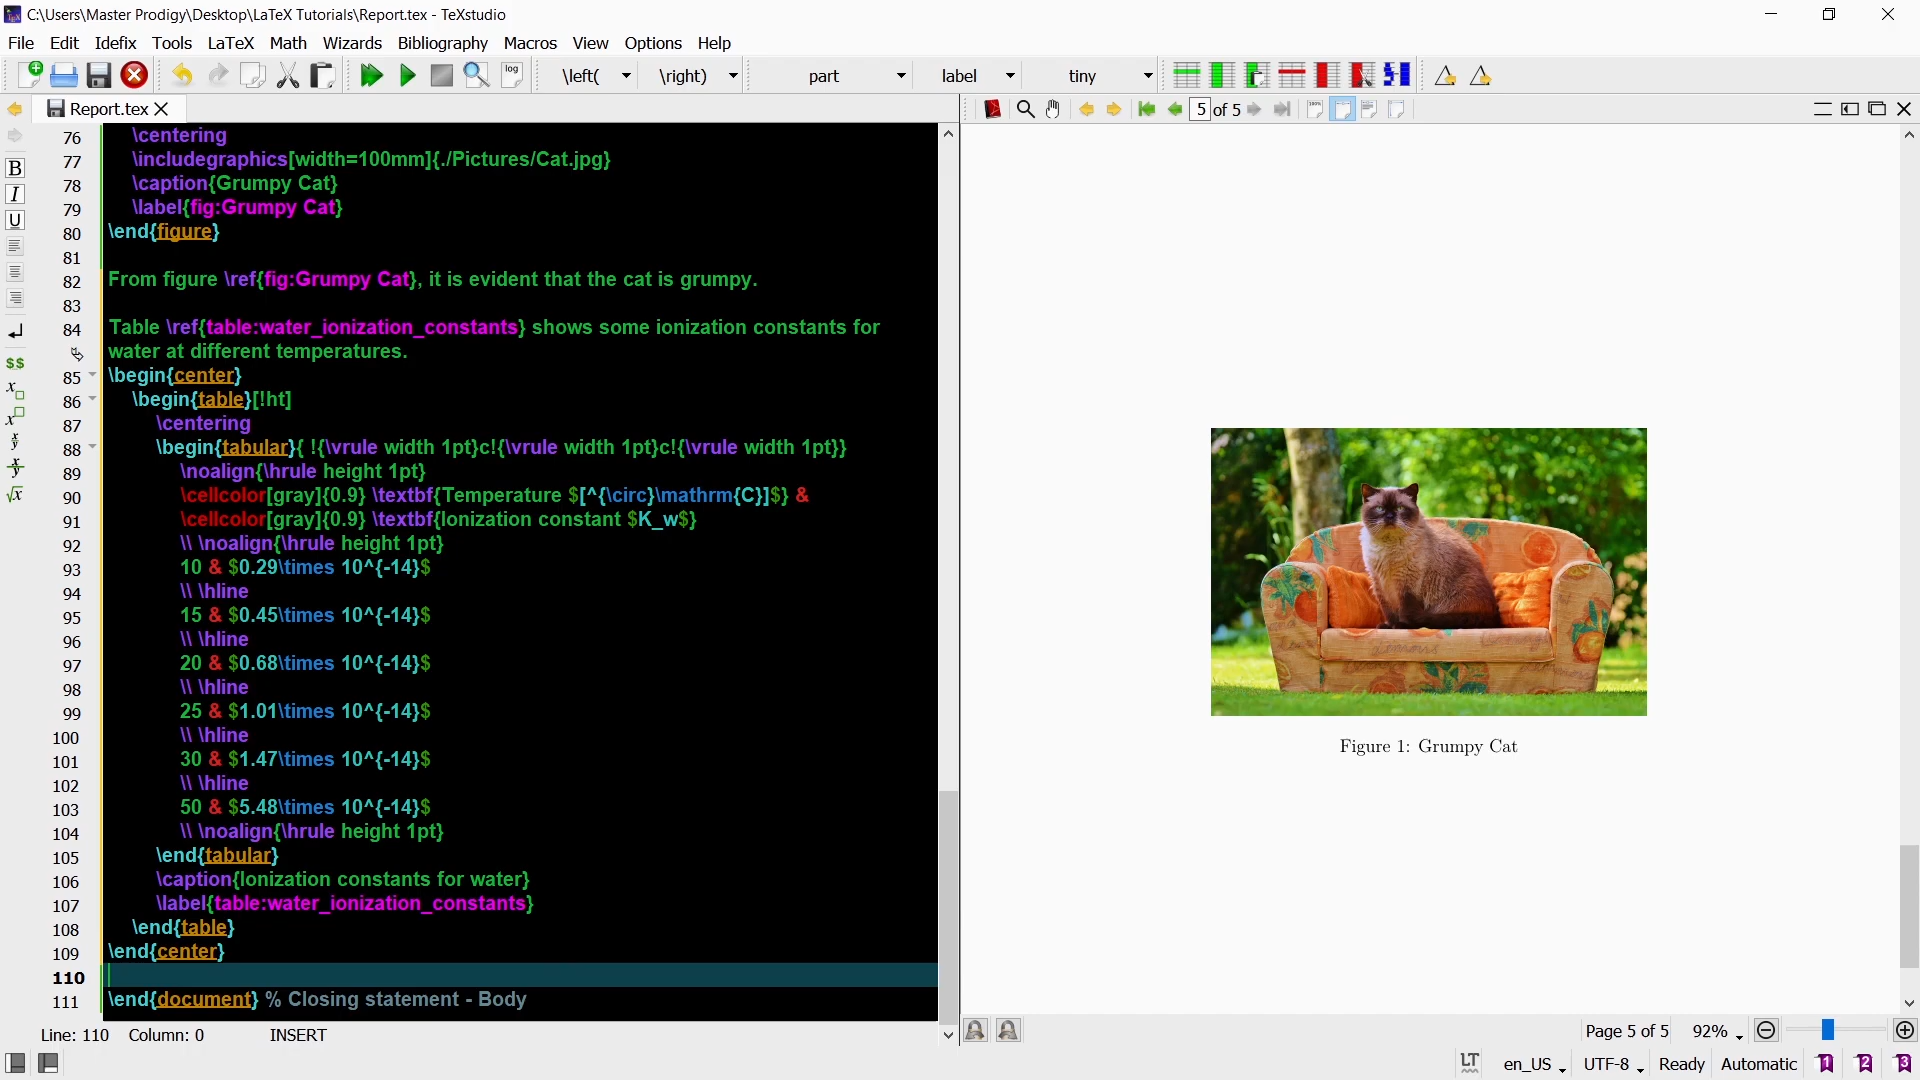 C:\Users\Master Prodigy\Desktop\LaTeX Tutorials\Report.tex - TeXstudio
File Edit Idefix Tools LaTeX Math Wizards Bibliography Macros View Options Help
log \left( \right) part label tiny
Report.tex 5 of 5
76 \centering
77 \includegraphics[width=100mm]{./Pictures/Cat.jpg}
78 \caption{Grumpy Cat}
79 \label{fig:Grumpy Cat}
80 \end{figure}
81
82 From figure \ref{fig:Grumpy Cat}, it is evident that the cat is grumpy.
83
84 Table \ref{table:water_ionization_constants} shows some ionization constants for
water at different temperatures.
85 \begin{center}
86 \begin{table}[!ht]
87 \centering
88 \begin{tabular}{ !{\vrule width 1pt}c!{\vrule width 1pt}c!{\vrule width 1pt}}
89 \noalign{\hrule height 1pt}
90 \cellcolor[gray]{0.9} \textbf{Temperature $[^{\circ}\mathrm{C}]$} &
91 \cellcolor[gray]{0.9} \textbf{Ionization constant $K_w$}
92 \\ \noalign{\hrule height 1pt}
93 10 & $0.29\times 10^{-14}$
94 \\ \hline
95 15 & $0.45\times 10^{-14}$
96 \\ \hline
97 20 & $0.68\times 10^{-14}$
98 \\ \hline
99 25 & $1.01\times 10^{-14}$
100 \\ \hline
101 30 & $1.47\times 10^{-14}$
102 \\ \hline
103 50 & $5.48\times 10^{-14}$
104 \\ \noalign{\hrule height 1pt}
105 \end{tabular}
106 \caption{Ionization constants for water}
107 \label{table:water_ionization_constants}
108 \end{table}
109 \end{center}
110
111 \end{document} % Closing statement - Body
Figure 1: Grumpy Cat
Line: 110 Column: 0 INSERT
Page 5 of 5 92%
LT en_US UTF-8 Ready Automatic 1 2 3